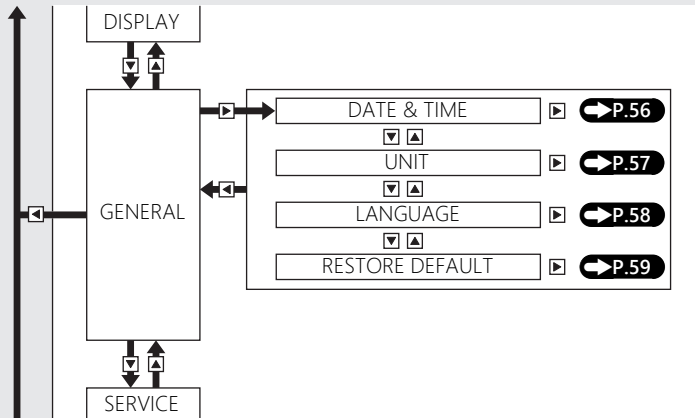 DISPLAY
DATE & TIME P.56
UNIT P.57
GENERAL
LANGUAGE P.58
RESTORE DEFAULT P.59
SERVICE